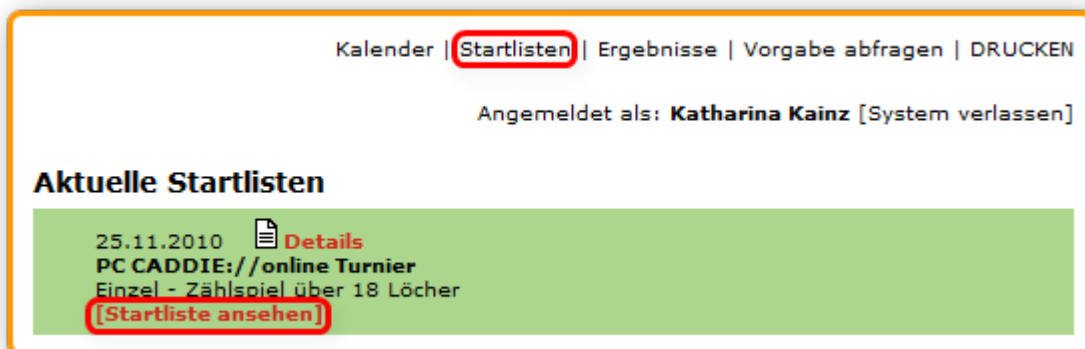 Kalender | Startlisten | Ergebnisse | Vorgabe abfragen | DRUCKEN
Angemeldet als: Katharina Kainz [System verlassen]
Aktuelle Startlisten
25.11.2010 Details
PC CADDIE://online Turnier
Einzel - Zählspiel über 18 Löcher
[Startliste ansehen]